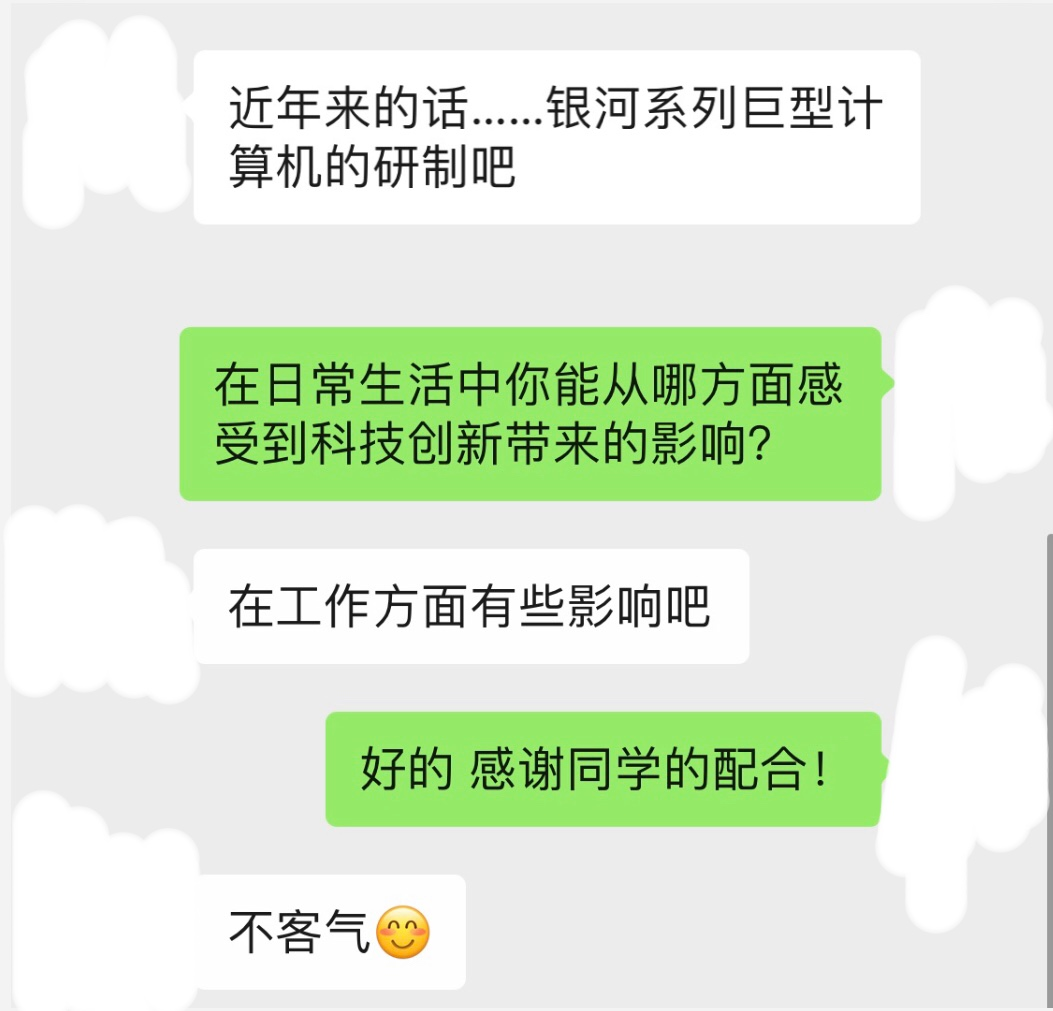 近年来的话……银河系列巨型计
算机的研制吧
在日常生活中你能从哪方面感
受到科技创新带来的影响？
在工作方面有些影响吧
好的 感谢同学的配合！
不客气😊